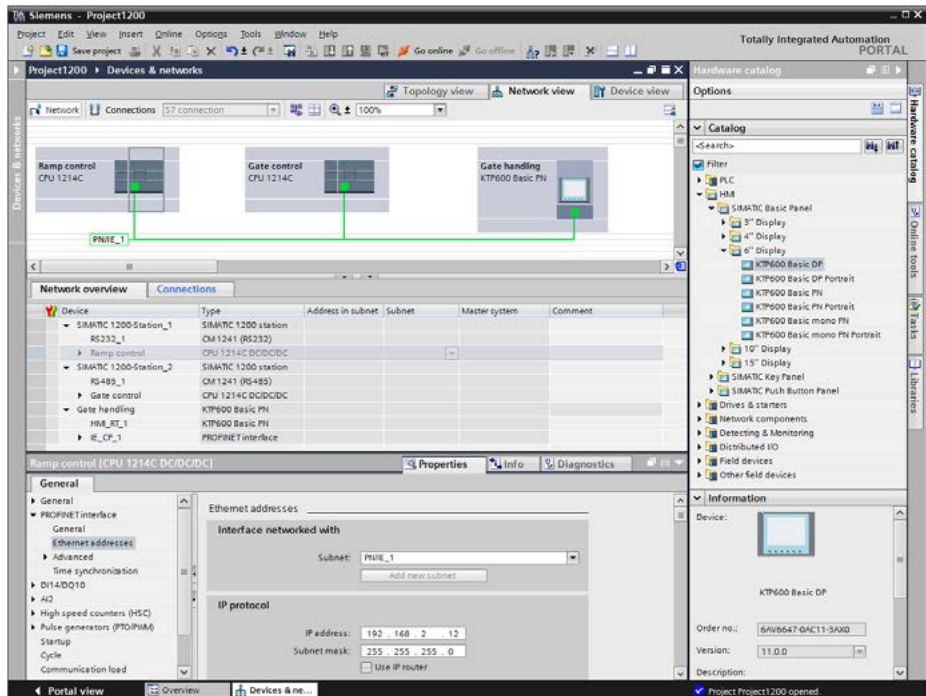 Siemens - Project1200
Project Edit View Insert Online Options Tools Window Help
Totally Integrated Automation
PORTAL
Save project Go online Go offline
Project1200 Devices & networks
Hardware catalog
Topology view Network view Device view
Options
Network Connections S7 connection 100%
Devices & networks
Catalog
<Search>
Filter
PLC
HMI
SIMATIC Basic Panel
3" Display
4" Display
6" Display
KTP600 Basic DP
KTP600 Basic DP Portrait
KTP600 Basic PN
KTP600 Basic PN Portrait
KTP600 Basic mono PN
KTP600 Basic mono PN Portrait
10" Display
15" Display
SIMATIC Key Panel
SIMATIC Push Button Panel
Drives & starters
Network components
Detecting & Monitoring
Distributed I/O
Field devices
Other field devices
Hardware catalog
Online tools
Tasks
Libraries
Ramp control
CPU 1214C
Gate control
CPU 1214C
Gate handling
KTP600 Basic PN
PN/IE_1
Network overview Connections
Device Type Address in subnet Subnet Master system Comment
SIMATIC 1200-Station_1 SIMATIC 1200 station
RS232_1 CM 1241 (RS232)
Ramp control CPU 1214C DC/DC/DC
SIMATIC 1200-Station_2 SIMATIC 1200 station
RS485_1 CM 1241 (RS485)
Gate control CPU 1214C DC/DC/DC
Gate handling KTP600 Basic PN
HMI_RT_1 KTP600 Basic PN
IE_CP_1 PROFINET interface
Ramp control [CPU 1214C DC/DC/DC]
Properties Info Diagnostics
General
General
PROFINET interface
General
Ethernet addresses
Advanced
Time synchronization
DI14/DQ10
AI2
High speed counters (HSC)
Pulse generators (PTO/PWM)
Startup
Cycle
Communication load
Ethernet addresses
Interface networked with
Subnet: PN/IE_1
Add new subnet
IP protocol
IP address: 192 . 168 . 2 . 12
Subnet mask: 255 . 255 . 255 . 0
Use IP router
Information
Device:
KTP600 Basic DP
Order no.: 6AV6647-0AC11-3AX0
Version: 11.0.0
Description:
Portal view Overview Devices & ne...
Project Project1200 opened.